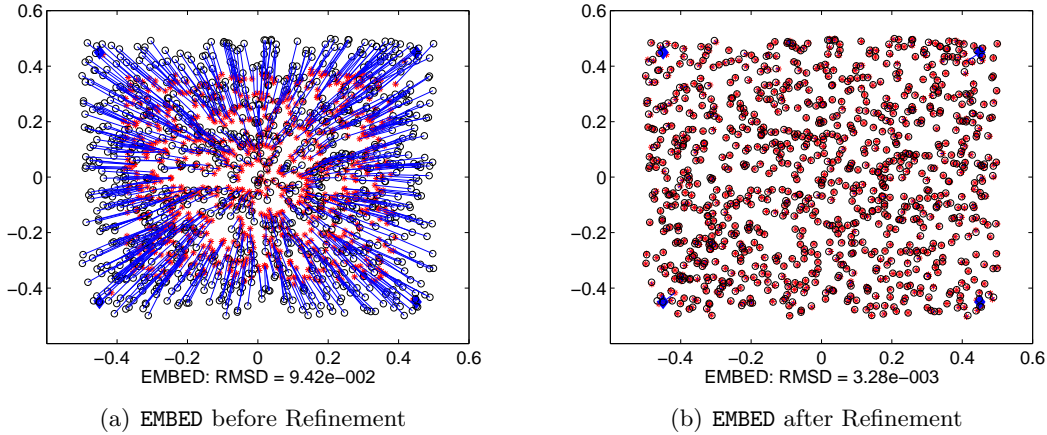 0.6
0.4
0.2
0
−0.2
−0.4
−0.4 −0.2 0 0.2 0.4 0.6
EMBED: RMSD = 9.42e−002
(a) EMBED before Refinement
0.6
0.4
0.2
0
−0.2
−0.4
−0.4 −0.2 0 0.2 0.4 0.6
EMBED: RMSD = 3.28e−003
(b) EMBED after Refinement